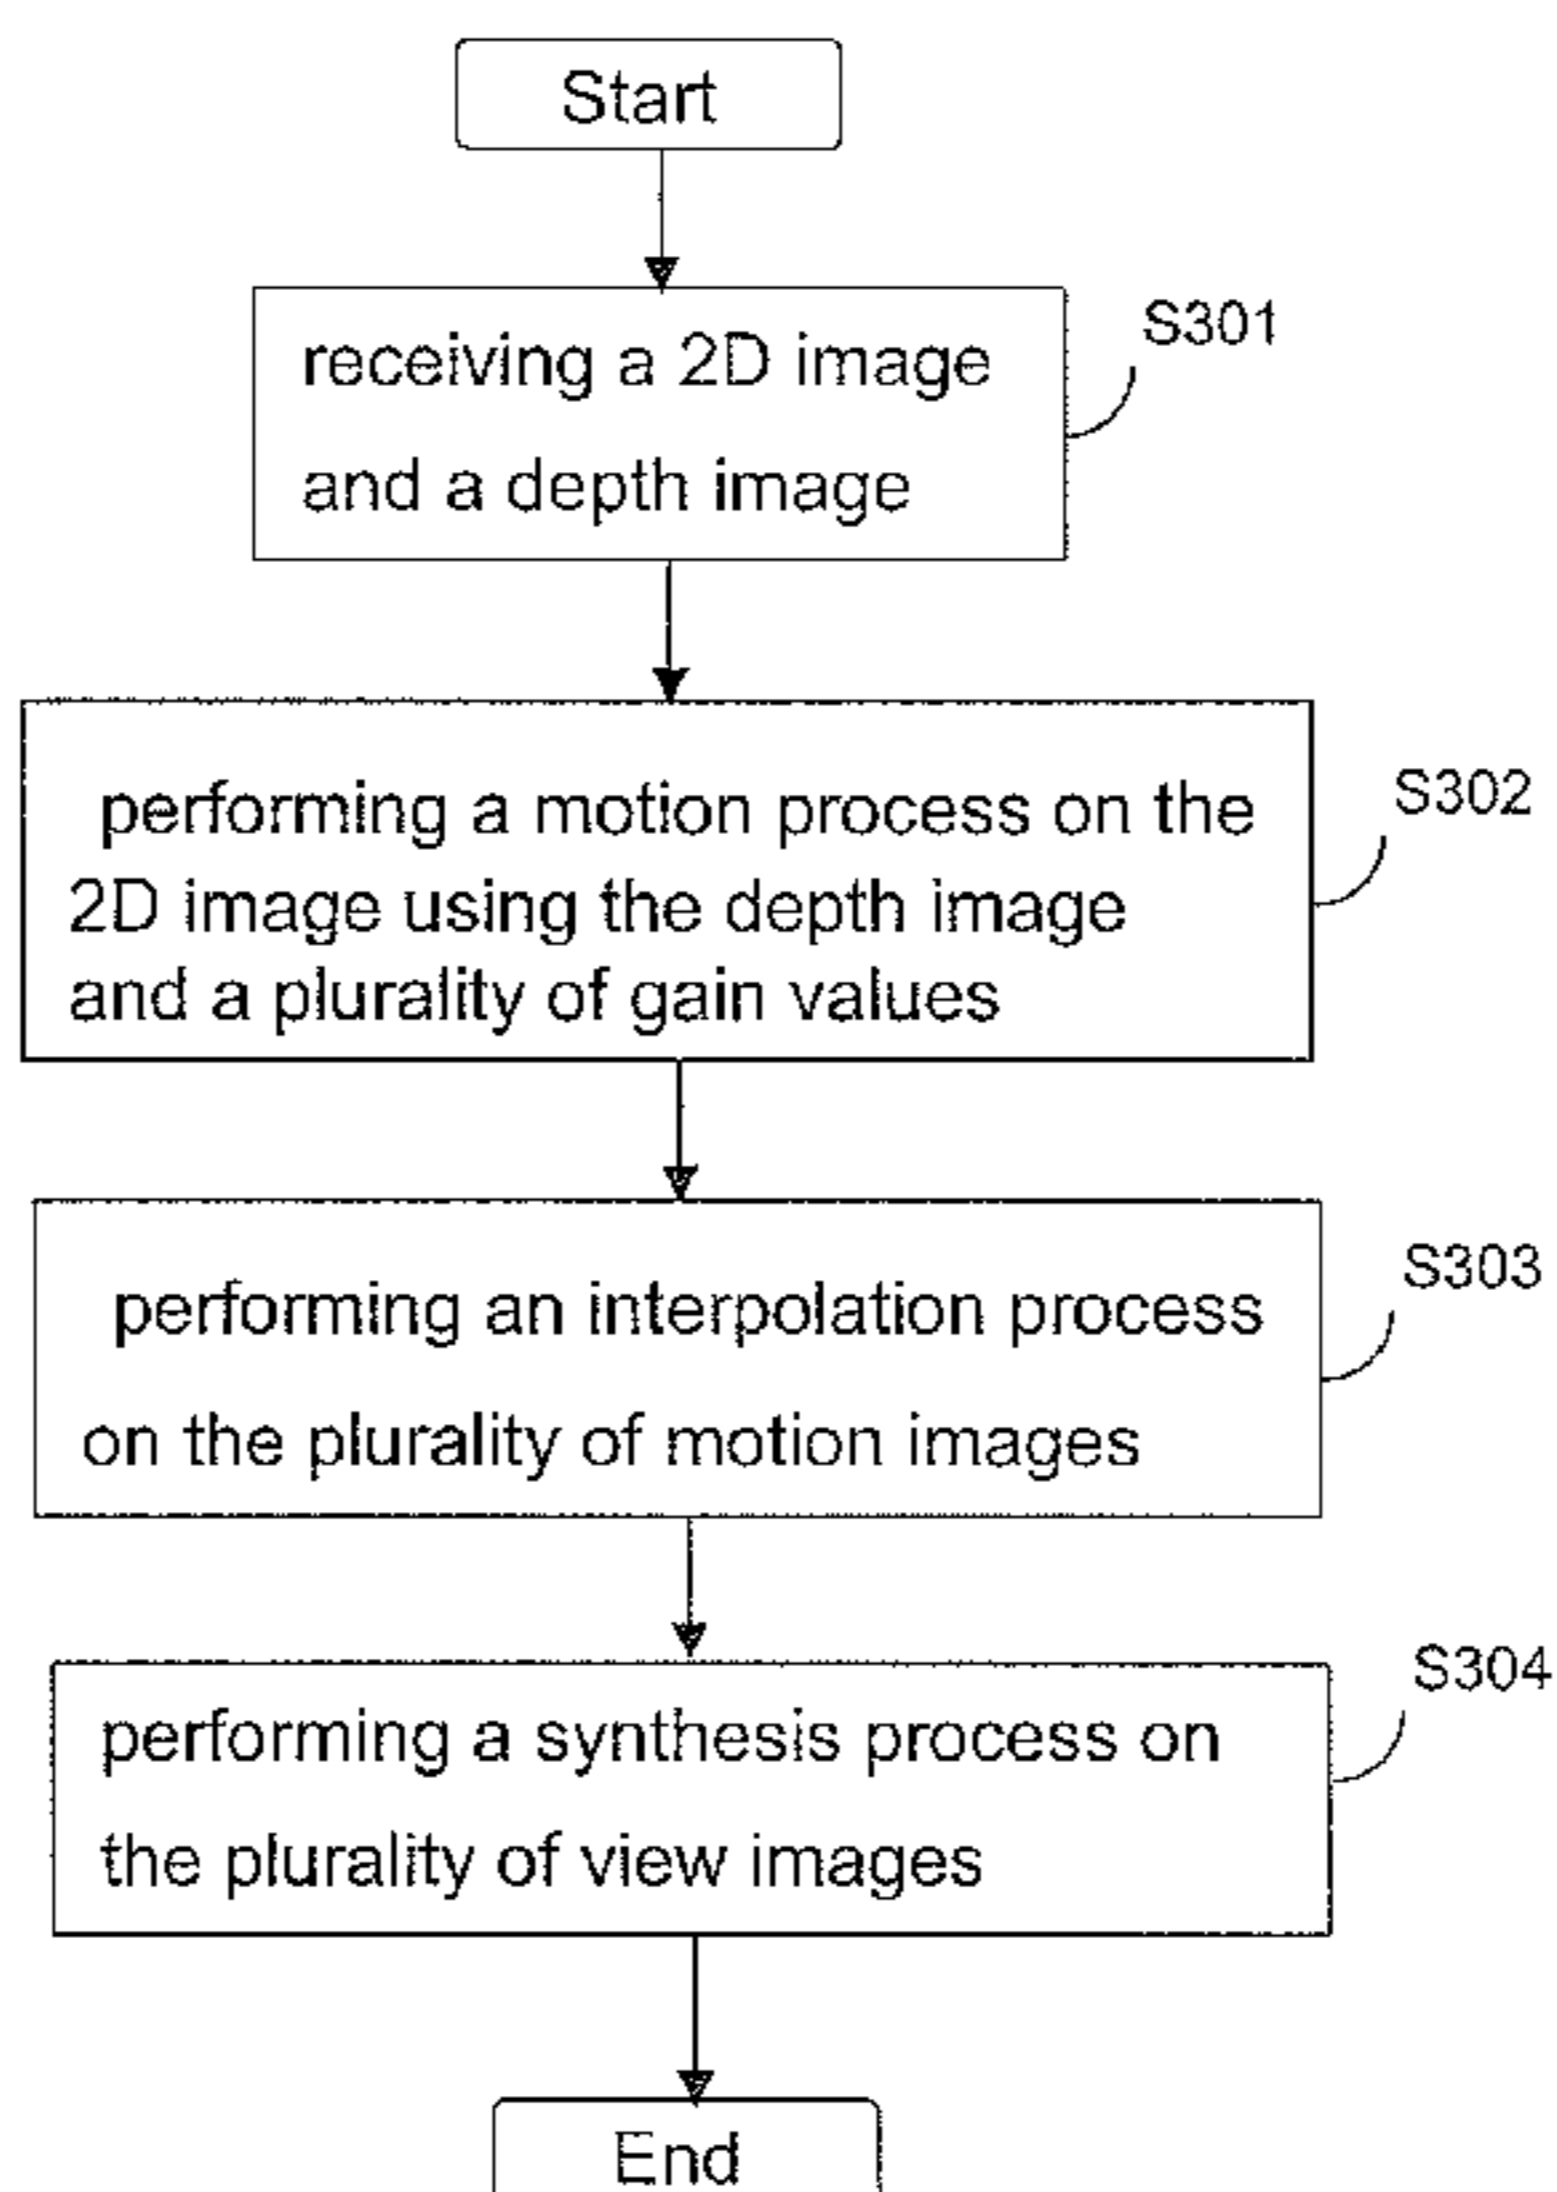 Start
receiving a 2D image
and a depth image
S301
performing a motion process on the
2D image using the depth image
and a plurality of gain values
S302
performing an interpolation process
on the plurality of motion images
S303
performing a synthesis process on
the plurality of view images
S304
End